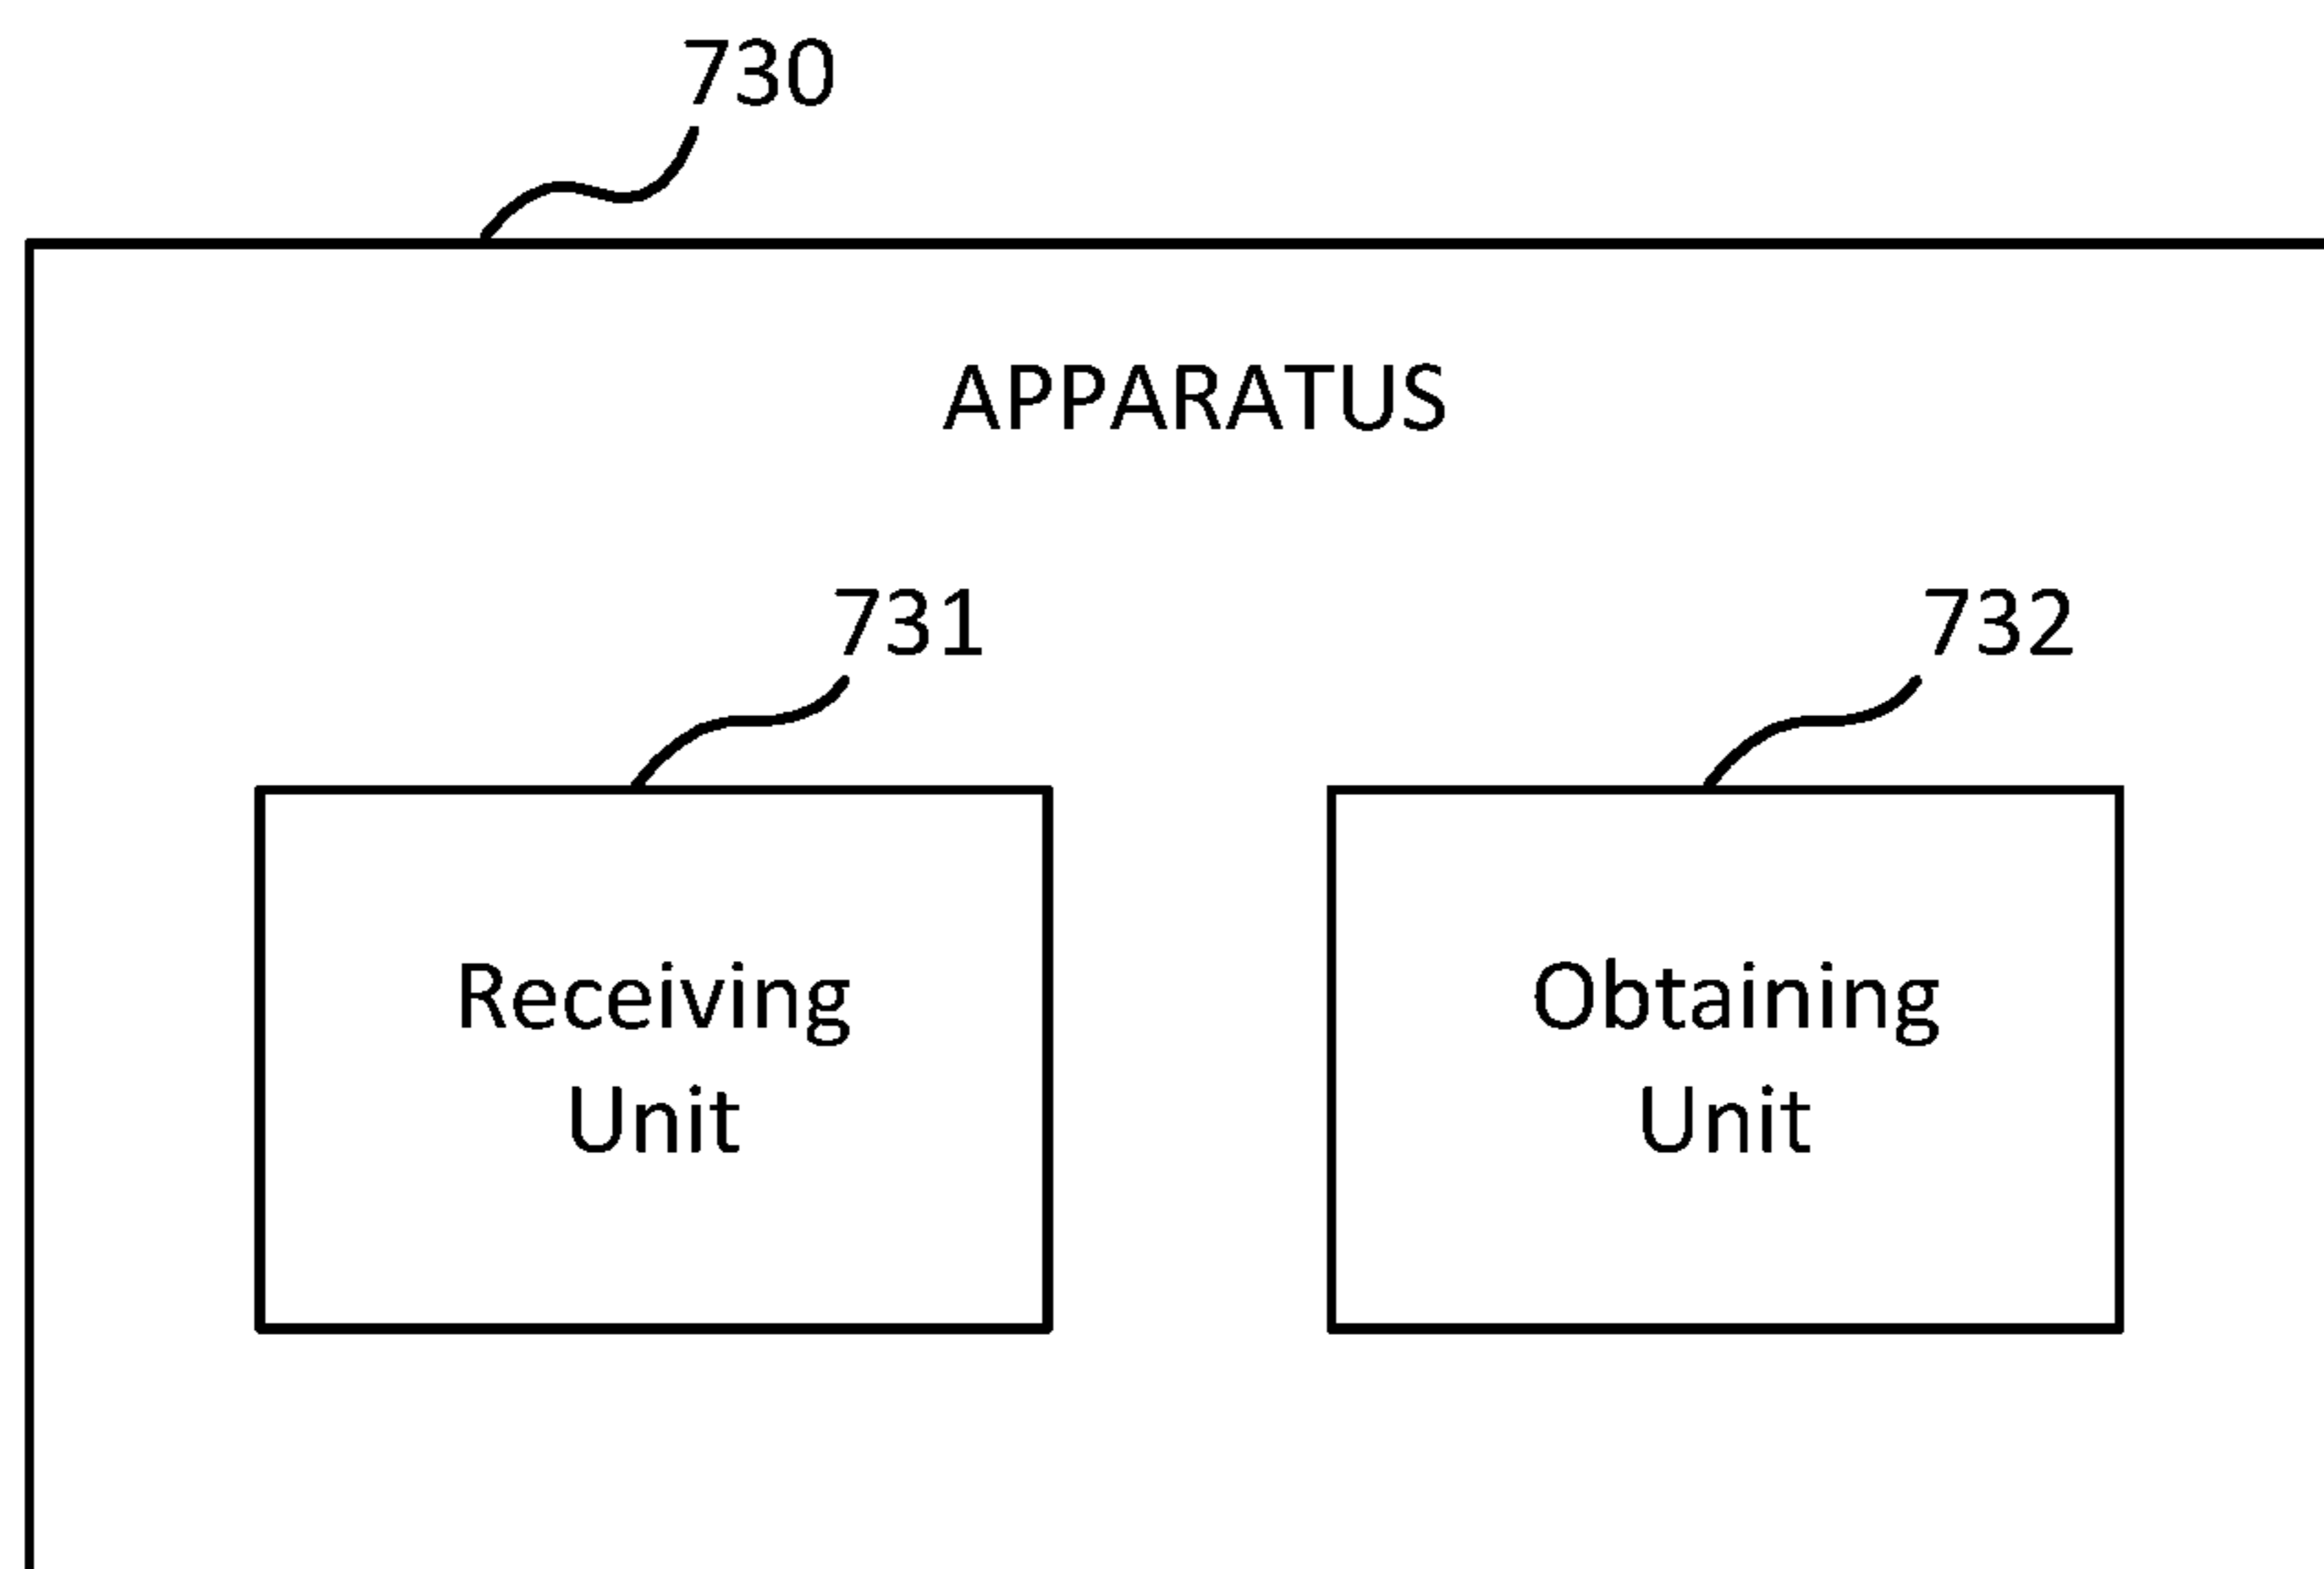 730
APPARATUS
731
732
Receiving
Unit
Obtaining
Unit